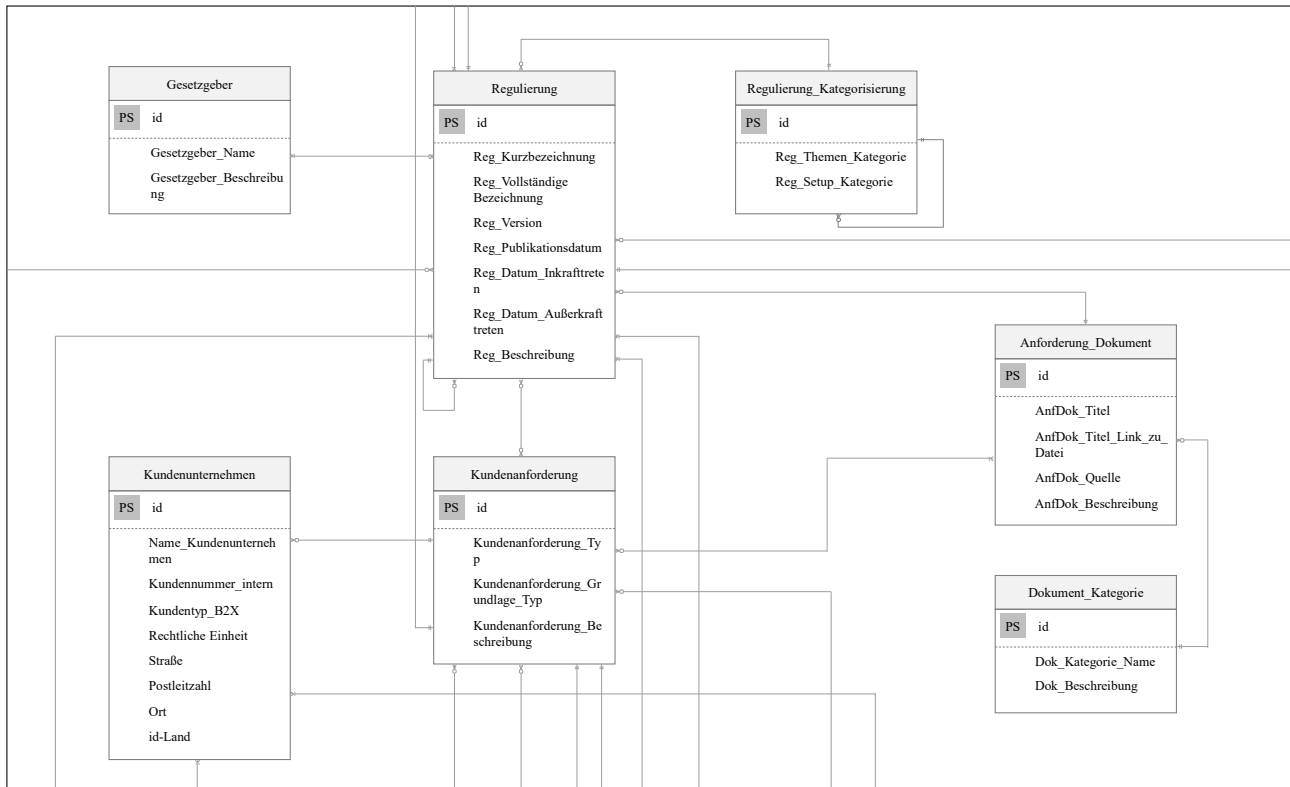 Gesetzgeber
PS id
Gesetzgeber_Name
Gesetzgeber_Beschreibu
ng
Regulierung
PS id
Reg_Kurzbezeichnung
Reg_Vollständige
Bezeichnung
Reg_Version
Reg_Publikationsdatum
Reg_Datum_Inkrafttrete
n
Reg_Datum_Außerkraft
treten
Reg_Beschreibung
Regulierung_Kategorisierung
PS id
Reg_Themen_Kategorie
Reg_Setup_Kategorie
Anforderung_Dokument
PS id
AnfDok_Titel
AnfDok_Titel_Link_zu_
Datei
AnfDok_Quelle
AnfDok_Beschreibung
Kundenunternehmen
PS id
Name_Kundenunterneh
men
Kundennummer_intern
Kundentyp_B2X
Rechtliche Einheit
Straße
Postleitzahl
Ort
id-Land
Kundenanforderung
PS id
Kundenanforderung_Ty
p
Kundenanforderung_Gr
undlage_Typ
Kundenanforderung_Be
schreibung
Dokument_Kategorie
PS id
Dok_Kategorie_Name
Dok_Beschreibung